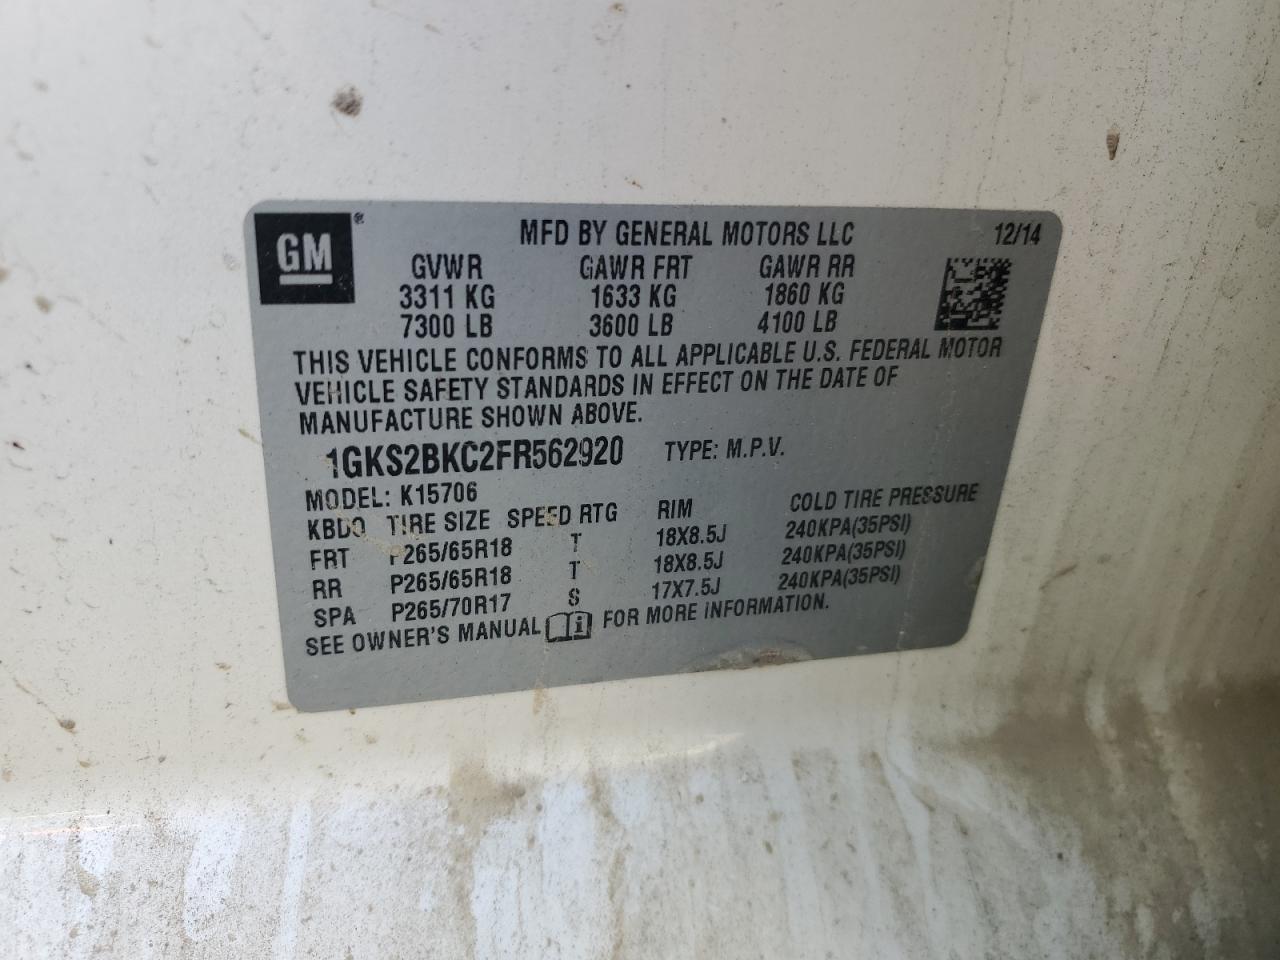 GM ® MFD BY GENERAL MOTORS LLC 12/14
GVWR GAWR FRT GAWR RR
3311 KG 1633 KG 1860 KG
7300 LB 3600 LB 4100 LB
THIS VEHICLE CONFORMS TO ALL APPLICABLE U.S. FEDERAL MOTOR
VEHICLE SAFETY STANDARDS IN EFFECT ON THE DATE OF
MANUFACTURE SHOWN ABOVE.
1GKS2BKC2FR562920 TYPE: M.P.V.
MODEL: K15706
KBDO TIRE SIZE SPEED RTG RIM COLD TIRE PRESSURE
FRT P265/65R18 T 18X8.5J 240KPA(35PSI)
RR P265/65R18 T 18X8.5J 240KPA(35PSI)
SPA P265/70R17 S 17X7.5J 240KPA(35PSI)
SEE OWNER'S MANUAL i FOR MORE INFORMATION.